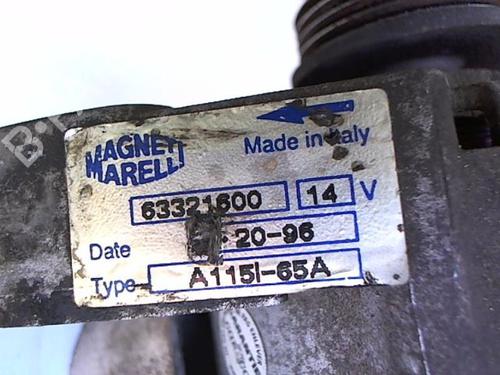 MAGNETI
MARELLI
Made in Italy
63321600 14 V
Date 20-96
Type A115I-65A